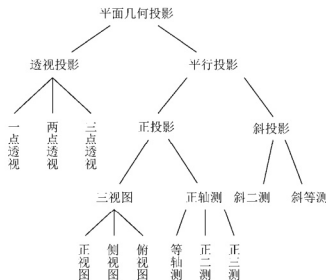 平面几何投影
透视投影
平行投影
一点透视
两点透视
三点透视
正投影
斜投影
三视图
正轴测
斜二测
斜等测
正视图
侧视图
俯视图
等轴测
正二测
正三测